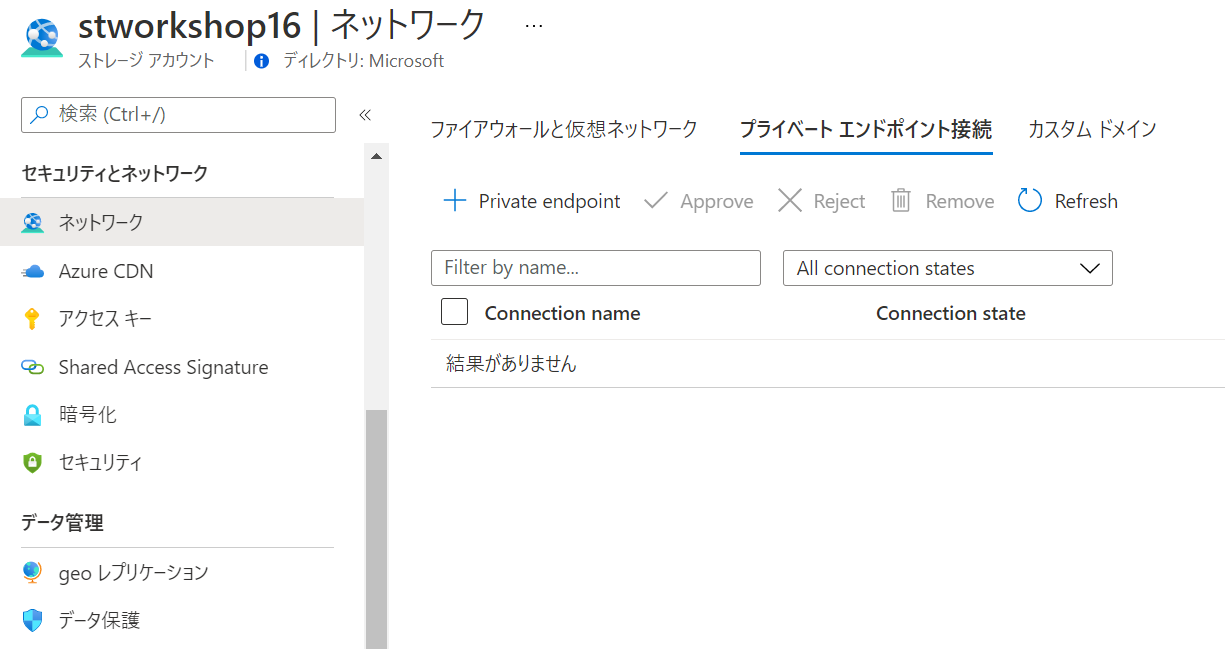 stworkshop16 | ネットワーク …
ストレージ アカウント ディレクトリ: Microsoft
検索 (Ctrl+/)
«
セキュリティとネットワーク
ネットワーク
Azure CDN
アクセス キー
Shared Access Signature
暗号化
セキュリティ
データ管理
geo レプリケーション
データ保護
ファイアウォールと仮想ネットワーク プライベート エンドポイント接続 カスタム ドメイン
Private endpoint Approve Reject Remove Refresh
Filter by name... All connection states
Connection name Connection state
結果がありません